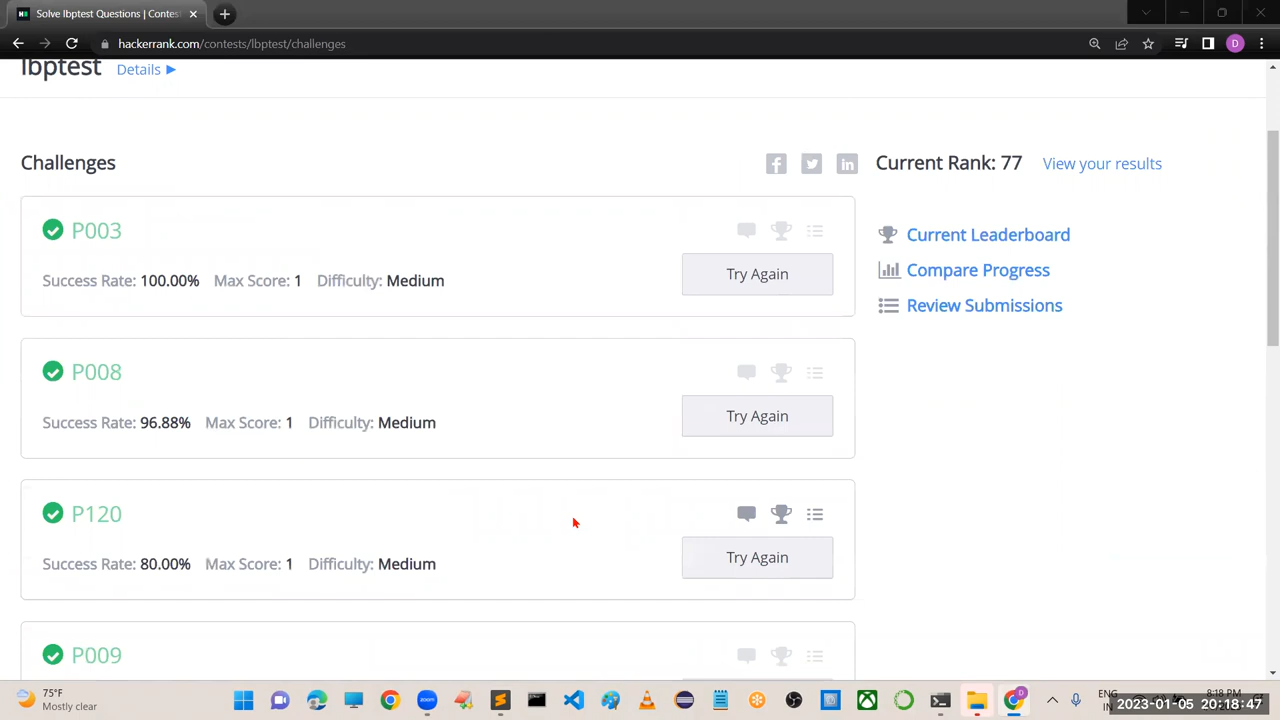 Solve lbptest Questions | Contes
hackerrank.com/contests/lbptest/challenges
D
lbptest Details
Challenges
Current Rank: 77 View your results
P003
Success Rate: 100.00% Max Score: 1 Difficulty: Medium
Try Again
Current Leaderboard
Compare Progress
Review Submissions
P008
Success Rate: 96.88% Max Score: 1 Difficulty: Medium
Try Again
P120
Success Rate: 80.00% Max Score: 1 Difficulty: Medium
Try Again
P009
75°F
Mostly clear
ENG
IN
8:18 PM
2023-01-05 20:18:47